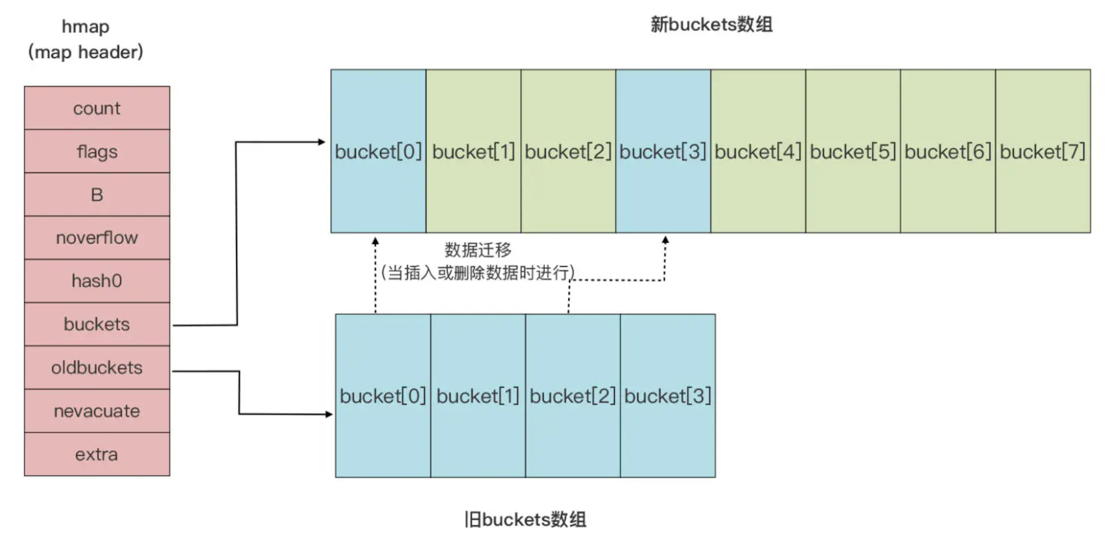 hmap
(map header)
count
flags
B
noverflow
hash0
buckets
oldbuckets
nevacuate
extra
新buckets数组
bucket[0]
bucket[1]
bucket[2]
bucket[3]
bucket[4]
bucket[5]
bucket[6]
bucket[7]
数据迁移
(当插入或删除数据时进行)
bucket[0]
bucket[1]
bucket[2]
bucket[3]
旧buckets数组